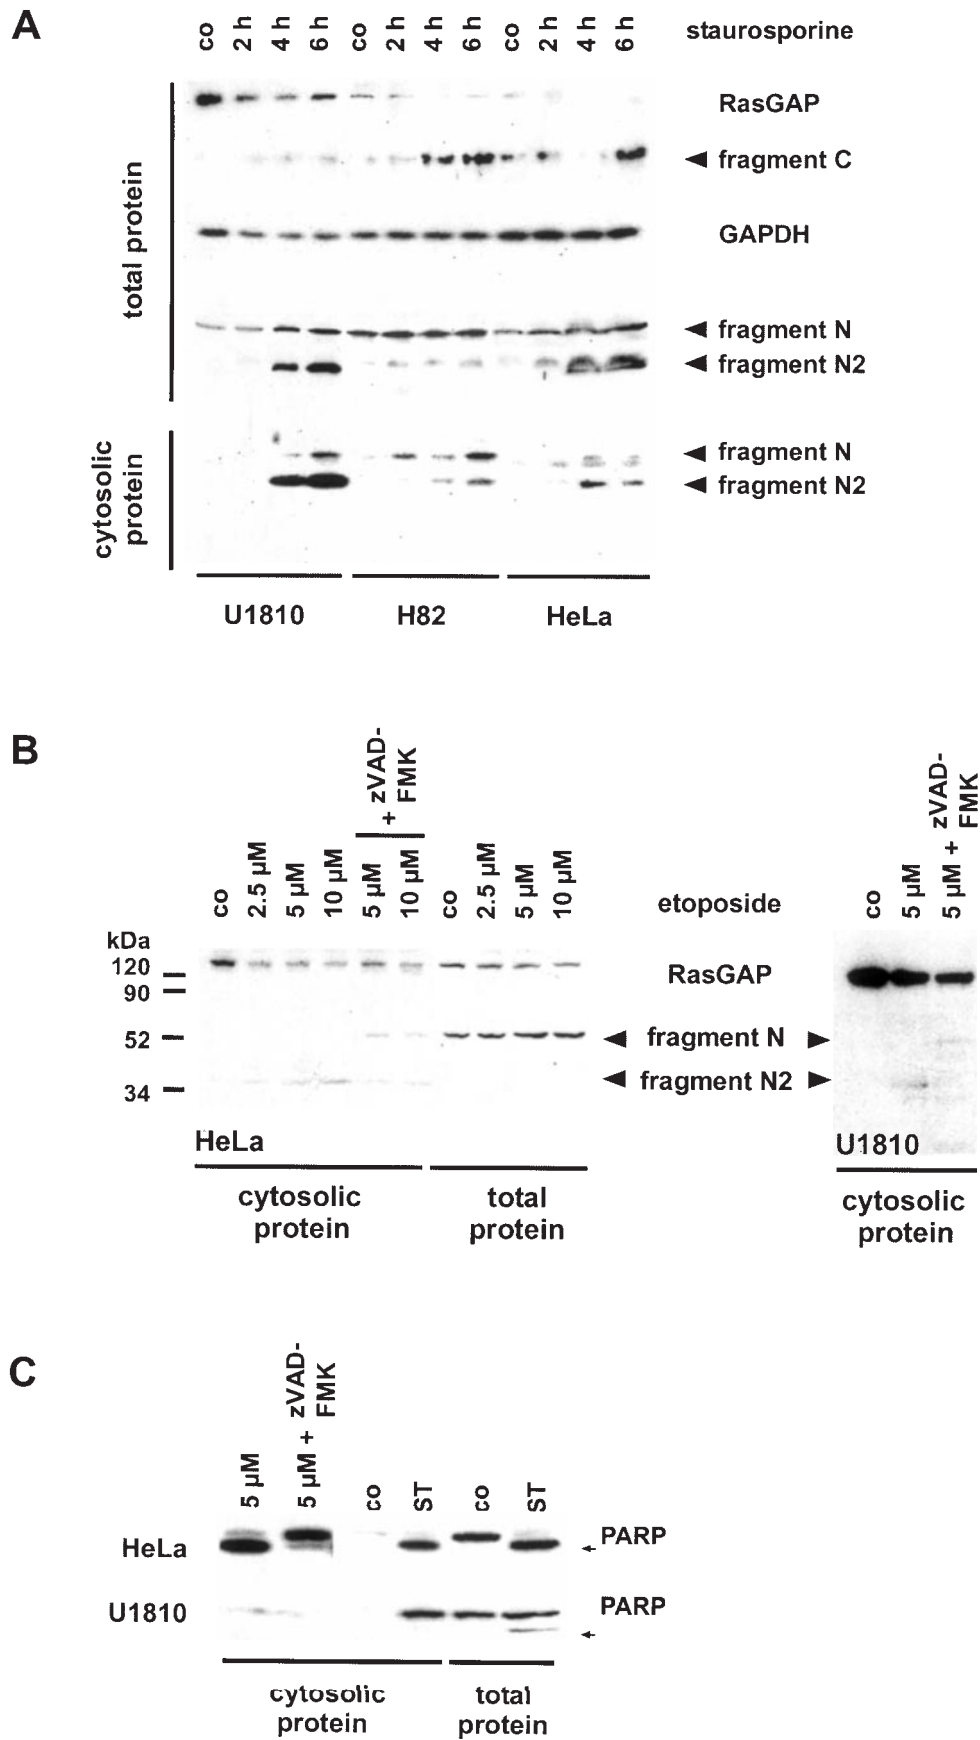 A
co 2 h 4 h 6 h co 2 h 4 h 6 h co 2 h 4 h 6 h staurosporine
RasGAP
fragment C
GAPDH
fragment N
fragment N2
total protein
fragment N
fragment N2
cytosolic
protein
U1810 H82 HeLa
B
+ zVAD-
FMK
co 2.5 µM 5 µM 10 µM 5 µM 10 µM co 2.5 µM 5 µM 10 µM etoposide
co 5 µM 5 µM + zVAD-
FMK
kDa
120
90
52
34
RasGAP
fragment N
fragment N2
HeLa
U1810
cytosolic
protein
total
protein
cytosolic
protein
C
5 µM 5 µM + zVAD-
FMK
co ST co ST
HeLa PARP
U1810 PARP
cytosolic
protein
total
protein